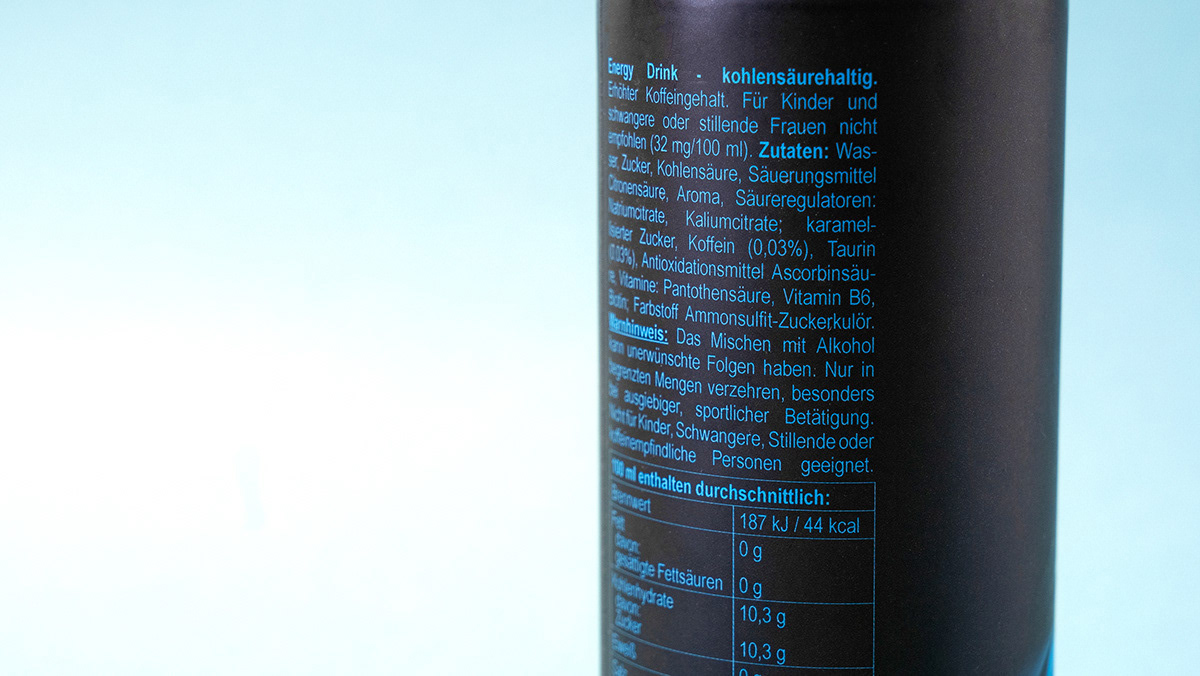 Energy Drink - kohlensäurehaltig.
Erhöhter Koffeingehalt. Für Kinder und
schwangere oder stillende Frauen nicht
empfohlen (32 mg/100 ml). Zutaten: Was-
ser, Zucker, Kohlensäure, Säuerungsmittel
Citronensäure, Aroma, Säureregulatoren:
Natriumcitrate, Kaliumcitrate; karamel-
lisierter Zucker, Koffein (0,03%), Taurin
(0,03%), Antioxidationsmittel Ascorbinsäu-
re, Vitamine: Pantothensäure, Vitamin B6,
Biotin; Farbstoff Ammonsulfit-Zuckerkulör.
Warnhinweis: Das Mischen mit Alkohol
kann unerwünschte Folgen haben. Nur in
begrenzten Mengen verzehren, besonders
bei ausgiebiger, sportlicher Betätigung.
Nicht für Kinder, Schwangere, Stillende oder
koffeinempfindliche Personen geeignet.
100 ml enthalten durchschnittlich:
Brennwert 187 kJ / 44 kcal
Fett 0 g
davon:
gesättigte Fettsäuren 0 g
Kohlenhydrate 10,3 g
davon:
Zucker 10,3 g
Eiweiß 0 g
Salz